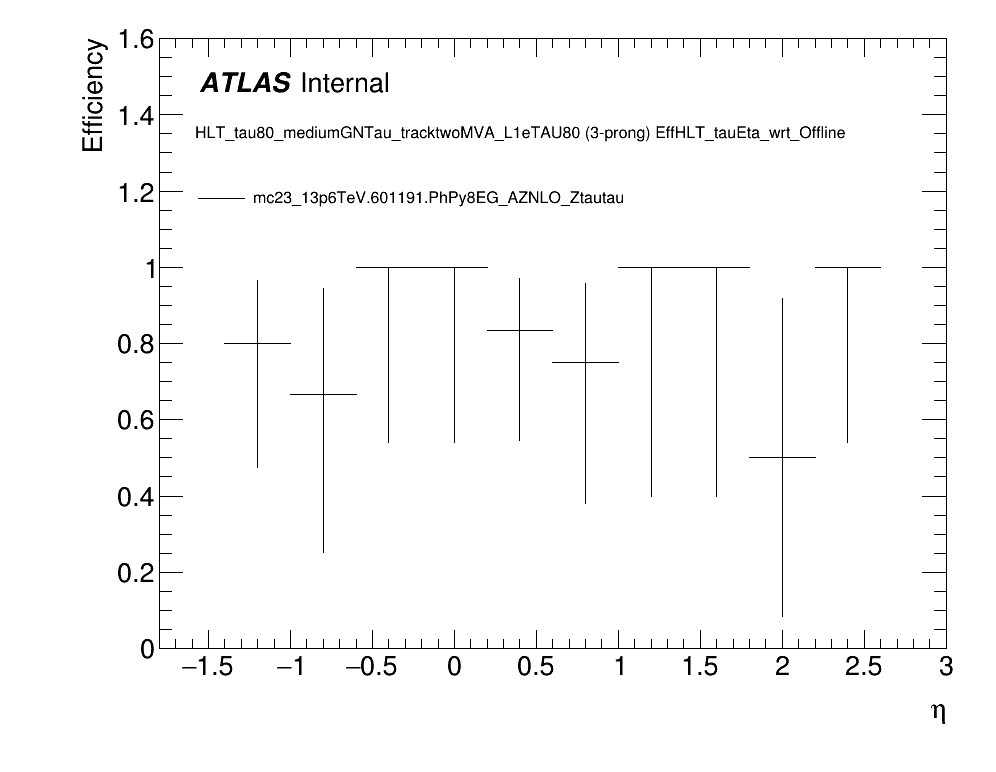 Efficiency
1.6
1.4
1.2
1
0.8
0.6
0.4
0.2
0
ATLAS Internal
HLT_tau80_mediumGNTau_tracktwoMVA_L1eTAU80 (3-prong) EffHLT_tauEta_wrt_Offline
mc23_13p6TeV.601191.PhPy8EG_AZNLO_Ztautau
−1.5 −1 −0.5 0 0.5 1 1.5 2 2.5 3
η